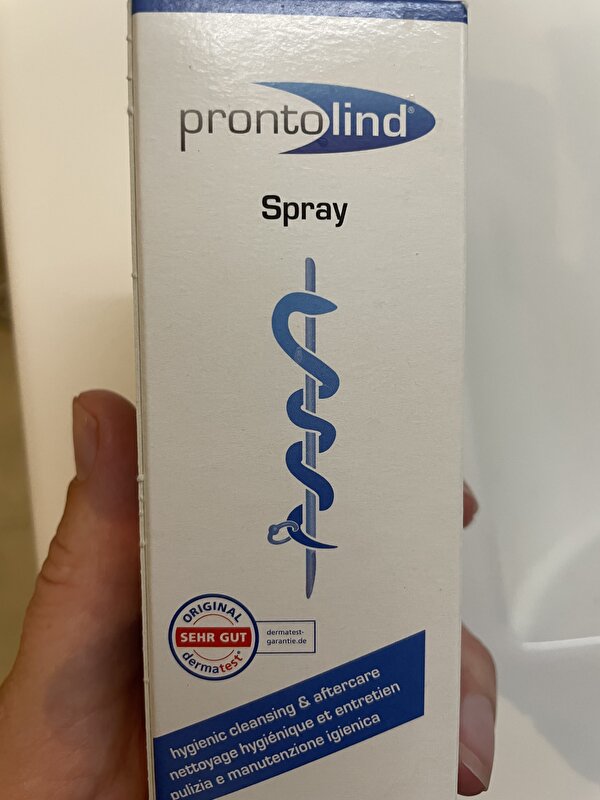 prontolind®
Spray
ORIGINAL
SEHR GUT
dermatest®
dermatest-
garantie.de
hygienic cleansing & aftercare
nettoyage hygiénique et entretien
pulizia e manutenzione igienica